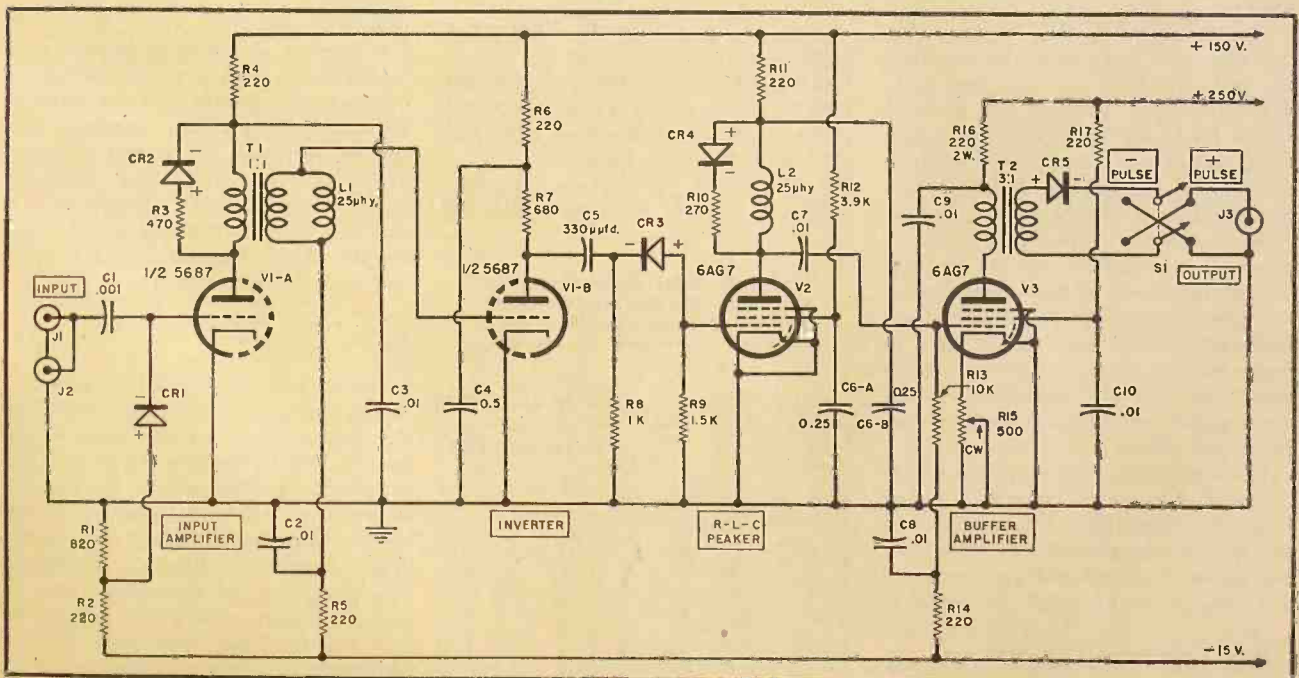 + 150 V.
+250V
R4
220
R6
220
R11
220
CR4
+
-
R10
270
L2
25μhy
R12
3.9K
R16
220
2W.
R17
220
T2
3:1
CR5
+
-
- PULSE
+ PULSE
J3
S1
OUTPUT
CR2
-
+
R3
470
T1
1:1
L1
25μhy.
R7
680
C5
330μμfd.
CR3
-
+
C7
.01
C9
.01
1/2 5687
V1-A
1/2 5687
V1-B
6AG7
V2
6AG7
V3
INPUT
C1
.001
J1
J2
CR1
-
+
C3
.01
C4
0.5
R8
1K
R9
1.5K
C6-A
0.25
0.25
C6-B
R13
10K
R15
500
CW
C10
.01
R1
820
INPUT
AMPLIFIER
C2
.01
INVERTER
R-L-C
PEAKER
C8
.01
BUFFER
AMPLIFIER
R2
220
R5
220
R14
220
-15 V.